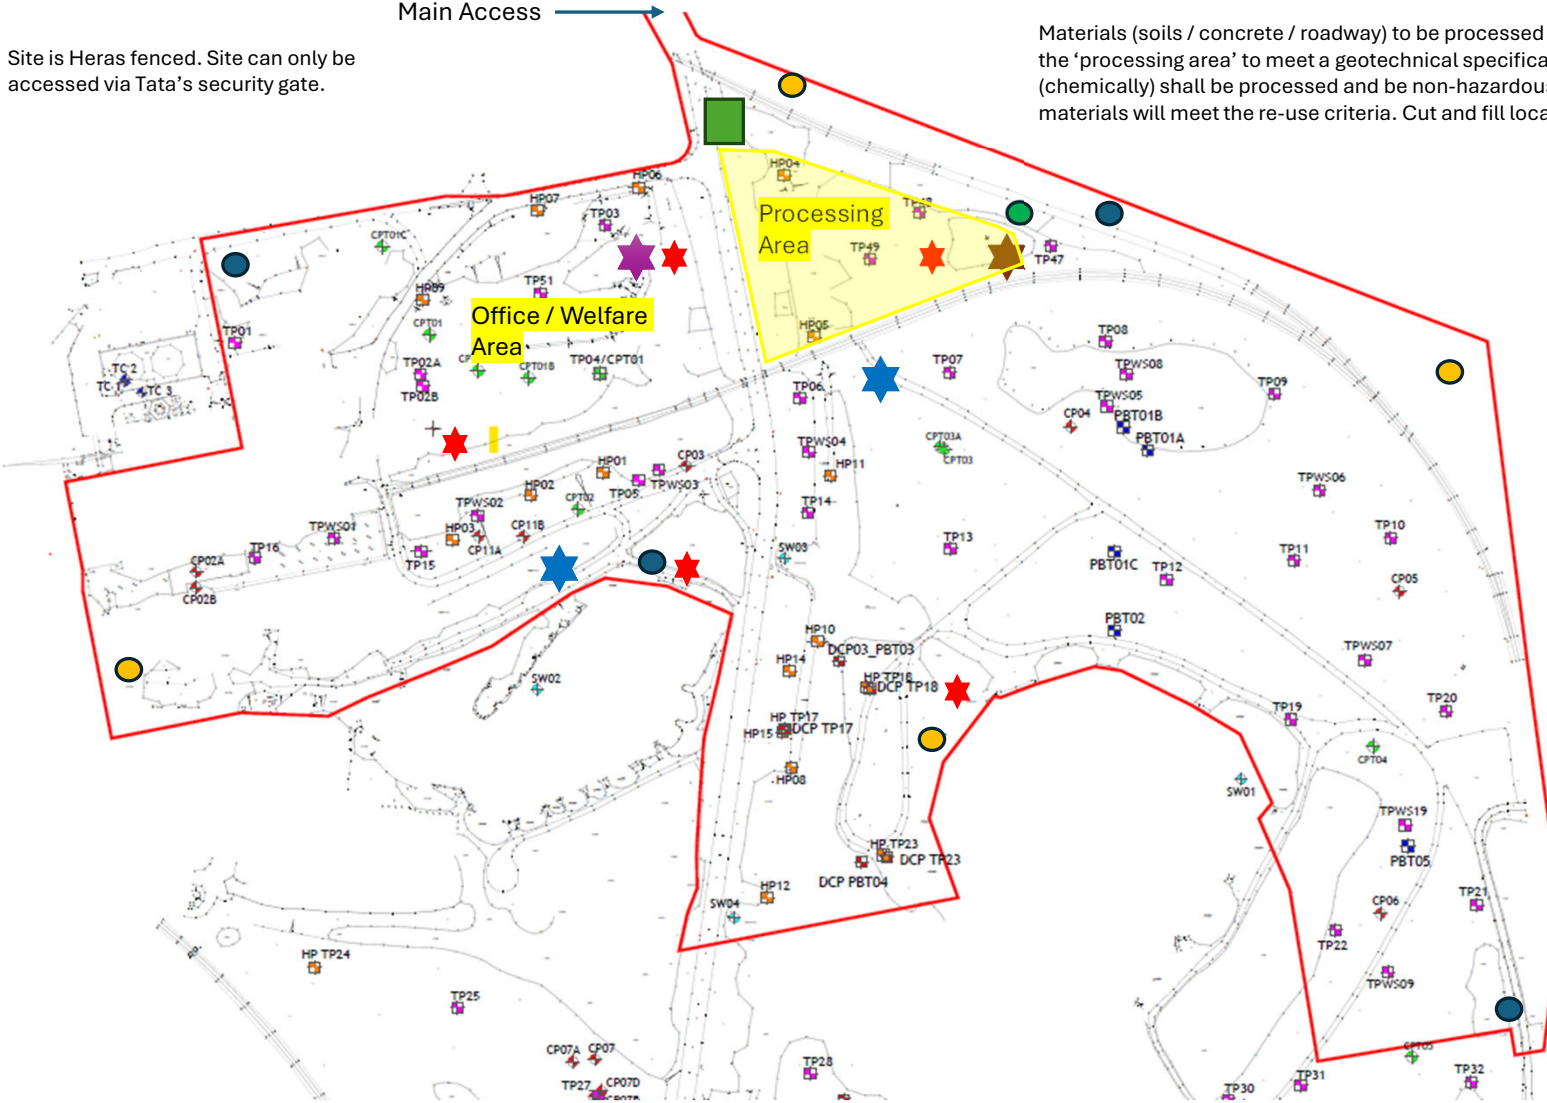 Main Access
Site is Heras fenced. Site can only be
accessed via Tata's security gate.
Materials (soils / concrete / roadway) to be processed
the 'processing area' to meet a geotechnical specifica
(chemically) shall be processed and be non-hazardou
materials will meet the re-use criteria. Cut and fill loca
HP04
HP06
HP07
TP03
CPT01C
Processing
Area
TP49
TP47
TP51
HP09
Office / Welfare
Area
CPT01
HP05
TP01
TP02A
TP02B
CPT01B
TP04/CPT01
TC 2
TC 1
TC 3
TP06
TP07
TP08
TPWS08
TPWS05
TP09
CP04
PBT01B
PBT01A
CPT03A
CPT03
TPWS04
HP11
CP03
HP01
TP05
TPWS03
HP02
CPT02
TPWS02
HP03
CP11A
CP11B
TP15
TPWS01
TP16
CP02A
CP02B
TP14
SW03
TP13
TPWS06
TP10
TP11
PBT01C
TP12
CP05
PBT02
HP10
DCP03_PBT03
HP14
HP TP18
DCP TP18
TPWS07
TP20
TP19
SW02
HP TP17
HP15
DCP TP17
HP08
CPT04
SW01
TPWS19
PBT05
HP TP23
DCP TP23
DCP PBT04
HP12
SW04
TP21
CP06
TP22
TPWS09
HP TP24
TP25
CP07A
CP07
TP27
CP07D
CP07B
TP28
CPT05
TP30
TP31
TP32